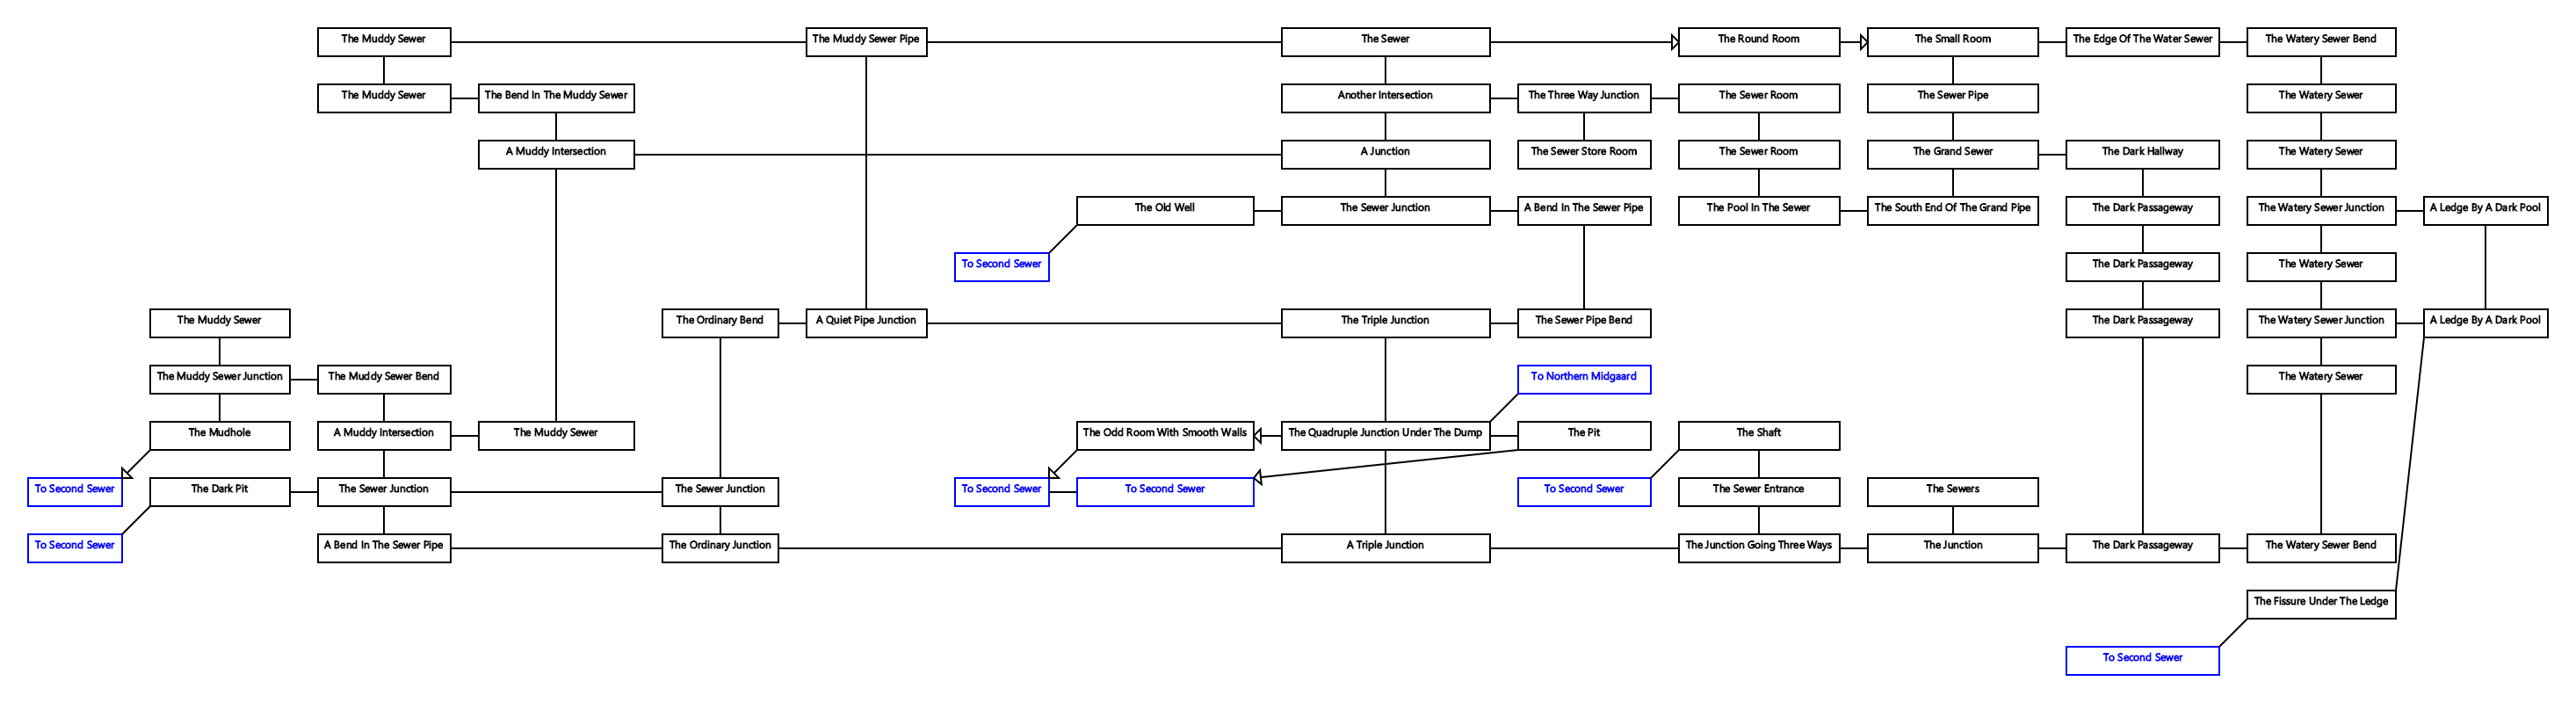 The Muddy Sewer
The Muddy Sewer Pipe
The Sewer
The Round Room
The Small Room
The Edge Of The Water Sewer
The Watery Sewer Bend
The Muddy Sewer
The Bend In The Muddy Sewer
Another Intersection
The Three Way Junction
The Sewer Room
The Sewer Pipe
The Watery Sewer
A Muddy Intersection
A Junction
The Sewer Store Room
The Sewer Room
The Grand Sewer
The Dark Hallway
The Watery Sewer
The Old Well
The Sewer Junction
A Bend In The Sewer Pipe
The Pool In The Sewer
The South End Of The Grand Pipe
The Dark Passageway
The Watery Sewer Junction
A Ledge By A Dark Pool
To Second Sewer
The Dark Passageway
The Watery Sewer
The Muddy Sewer
The Ordinary Bend
A Quiet Pipe Junction
The Triple Junction
The Sewer Pipe Bend
The Dark Passageway
The Watery Sewer Junction
A Ledge By A Dark Pool
The Muddy Sewer Junction
The Muddy Sewer Bend
To Northern Midgaard
The Watery Sewer
The Mudhole
A Muddy Intersection
The Muddy Sewer
The Odd Room With Smooth Walls
The Quadruple Junction Under The Dump
The Pit
The Shaft
To Second Sewer
The Dark Pit
The Sewer Junction
The Sewer Junction
To Second Sewer
To Second Sewer
To Second Sewer
The Sewer Entrance
The Sewers
To Second Sewer
A Bend In The Sewer Pipe
The Ordinary Junction
A Triple Junction
The Junction Going Three Ways
The Junction
The Dark Passageway
The Watery Sewer Bend
The Fissure Under The Ledge
To Second Sewer